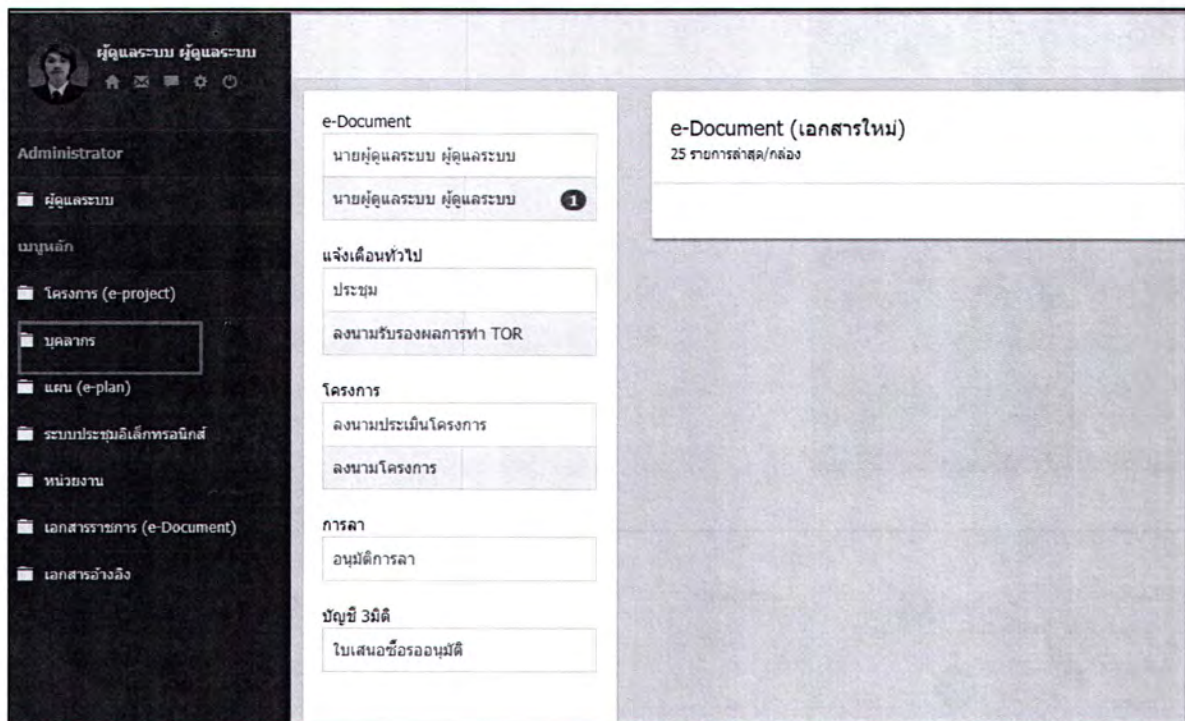 ผู้ดูแลระบบ ผู้ดูแลระบบ
Administrator
ผู้ดูแลระบบ
เมนูหลัก
โครงการ (e-project)
บุคลากร
แผน (e-plan)
ระบบประชุมอิเล็กทรอนิกส์
หน่วยงาน
เอกสารราชการ (e-Document)
เอกสารอ้างอิง
e-Document
นายผู้ดูแลระบบ ผู้ดูแลระบบ
นายผู้ดูแลระบบ ผู้ดูแลระบบ 1
แจ้งเตือนทั่วไป
ประชุม
ลงนามรับรองผลการทำ TOR
โครงการ
ลงนามประเมินโครงการ
ลงนามโครงการ
การลา
อนุมัติการลา
บัญชี 3มิติ
ใบเสนอซื้อรออนุมัติ
e-Document (เอกสารใหม่)
25 รายการล่าสุด/กล่อง